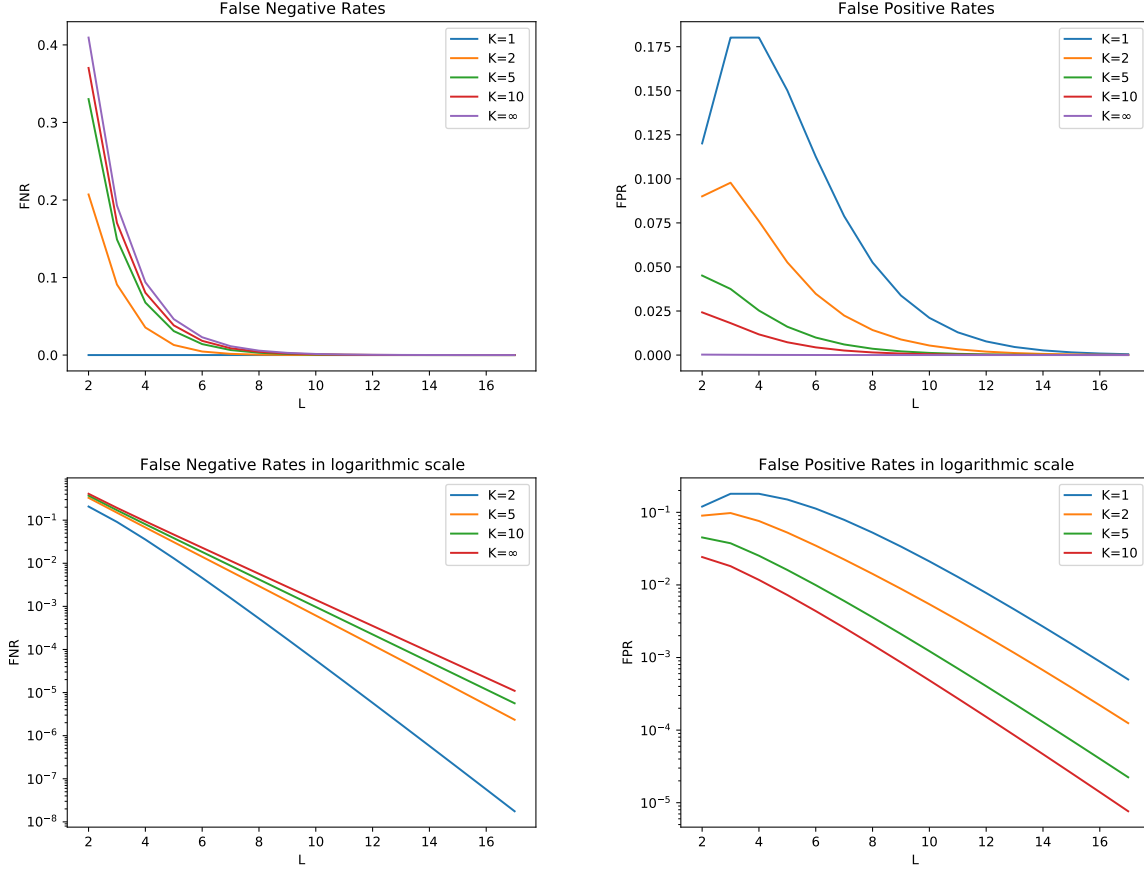 False Negative Rates
FNR
0.4
0.3
0.2
0.1
0.0
2 4 6 8 10 12 14 16
L
K=1
K=2
K=5
K=10
K=∞
False Positive Rates
FPR
0.175
0.150
0.125
0.100
0.075
0.050
0.025
0.000
2 4 6 8 10 12 14 16
L
K=1
K=2
K=5
K=10
K=∞
False Negative Rates in logarithmic scale
FNR
10⁻¹
10⁻²
10⁻³
10⁻⁴
10⁻⁵
10⁻⁶
10⁻⁷
10⁻⁸
2 4 6 8 10 12 14 16
L
K=2
K=5
K=10
K=∞
False Positive Rates in logarithmic scale
FPR
10⁻¹
10⁻²
10⁻³
10⁻⁴
10⁻⁵
2 4 6 8 10 12 14 16
L
K=1
K=2
K=5
K=10